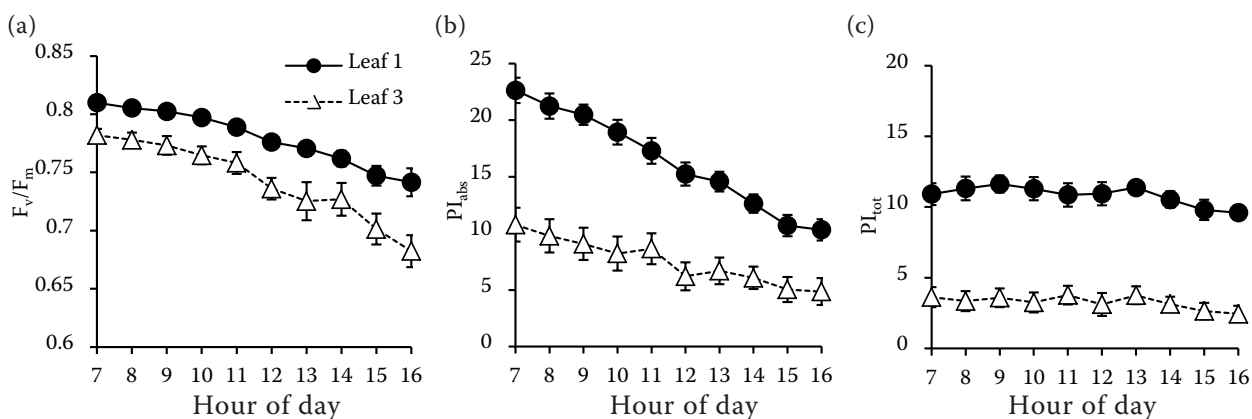 (a)
0.85
0.8
0.75
0.7
0.65
0.6
Fv/Fm
Leaf 1
Leaf 3
7 8 9 10 11 12 13 14 15 16
Hour of day
(b)
25
20
15
10
5
0
PIabs
7 8 9 10 11 12 13 14 15 16
Hour of day
(c)
20
15
10
5
0
PItot
7 8 9 10 11 12 13 14 15 16
Hour of day